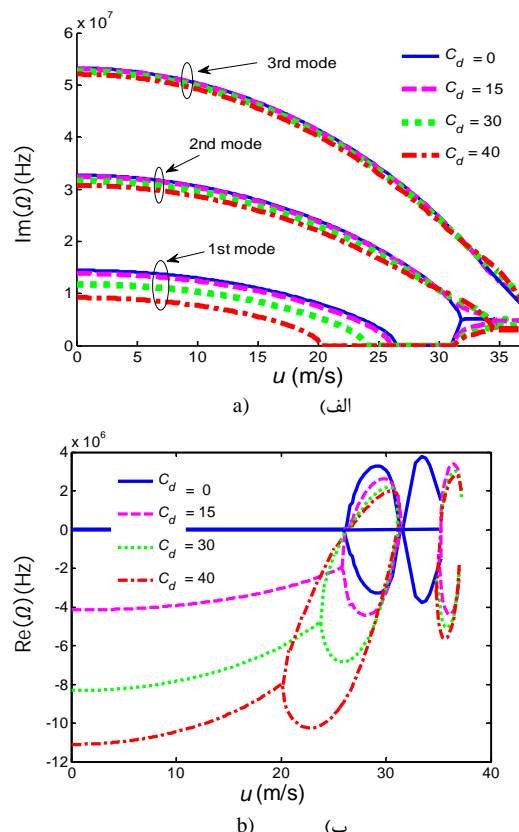 x 10^7
6
5
4
3
2
1
0
Im(Ω) (Hz)
3rd mode
2nd mode
1st mode
C_d = 0
C_d = 15
C_d = 30
C_d = 40
0 5 10 15 20 25 30 35
u (m/s)
a) الف)
x 10^6
4
2
0
-2
-4
-6
-8
-10
-12
Re(Ω) (Hz)
C_d = 0
C_d = 15
C_d = 30
C_d = 40
0 10 20 30 40
u (m/s)
b) ب)